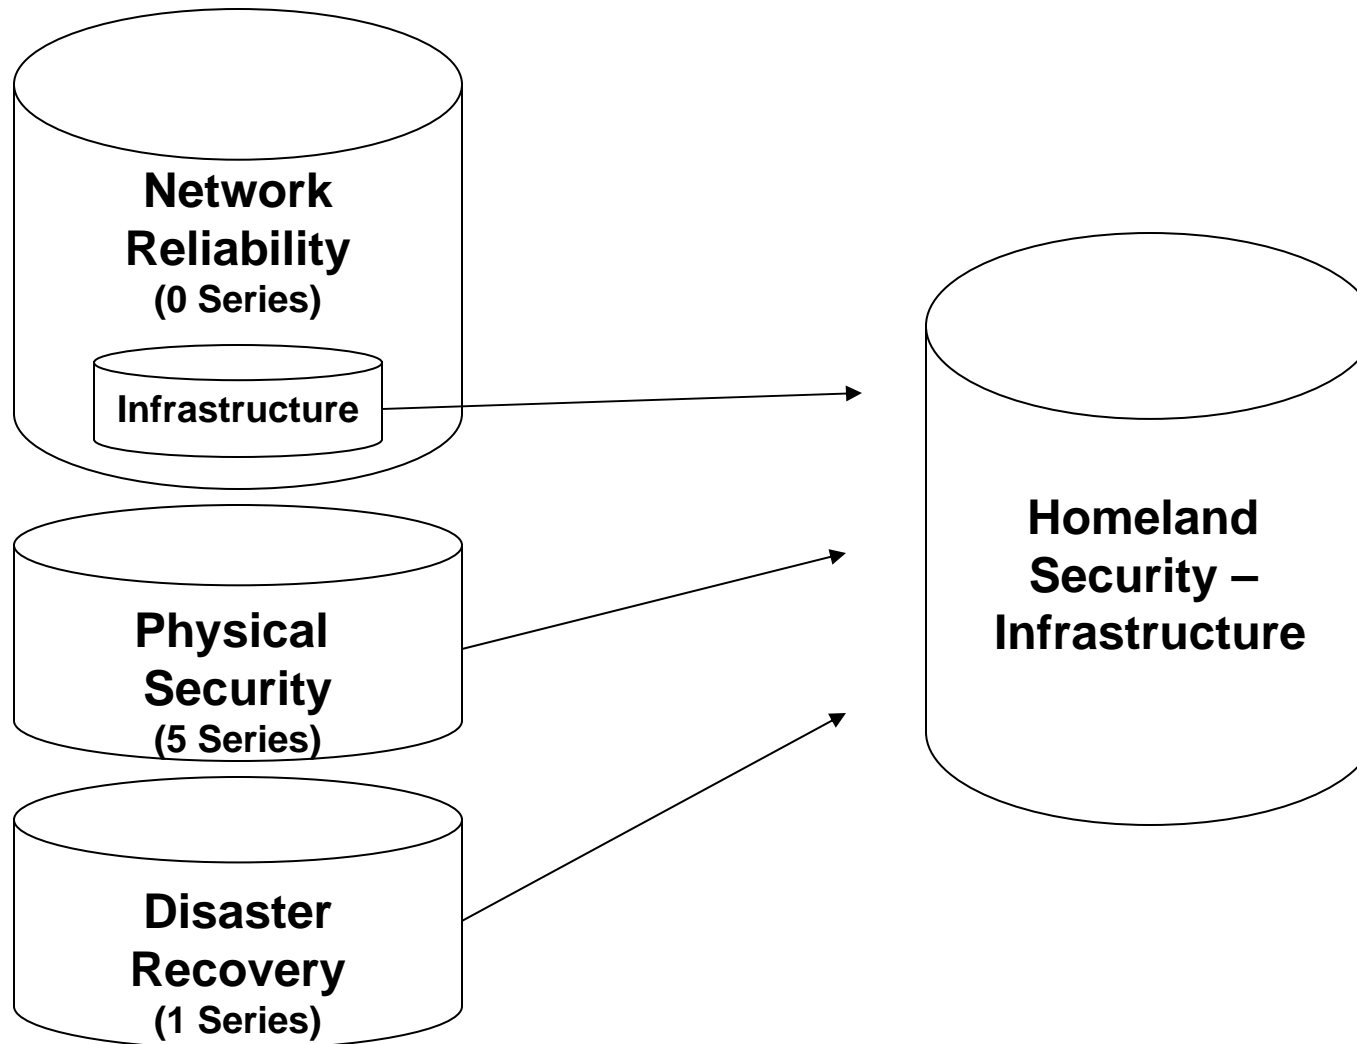 Network
Reliability
(0 Series)
Infrastructure
Physical
Security
(5 Series)
Disaster
Recovery
(1 Series)
Homeland
Security –
Infrastructure